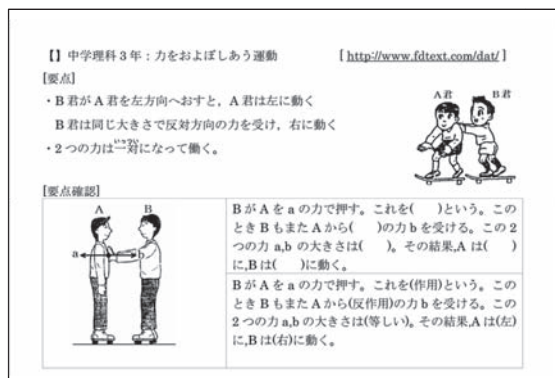 【】中学理科3年：力をおよぼしあう運動 [ http://www.fdtext.com/dat/ ]
[要点]
・B君がA君を左方向へおすと，A君は左に動く
B君は同じ大きさで反対方向の力を受け，右に動く
・2つの力は一対になって働く。
いっつい
A君 B君
[要点確認]
A B
a b
BがAをaの力で押す。これを( )という。この
ときBもまたAから( )の力bを受ける。この2
つの力a,bの大きさは( )。その結果,Aは( )
に,Bは( )に動く。
BがAをaの力で押す。これを(作用)という。この
ときBもまたAから(反作用)の力bを受ける。この
2つの力a,bの大きさは(等しい)。その結果,Aは(左)
に,Bは(右)に動く。